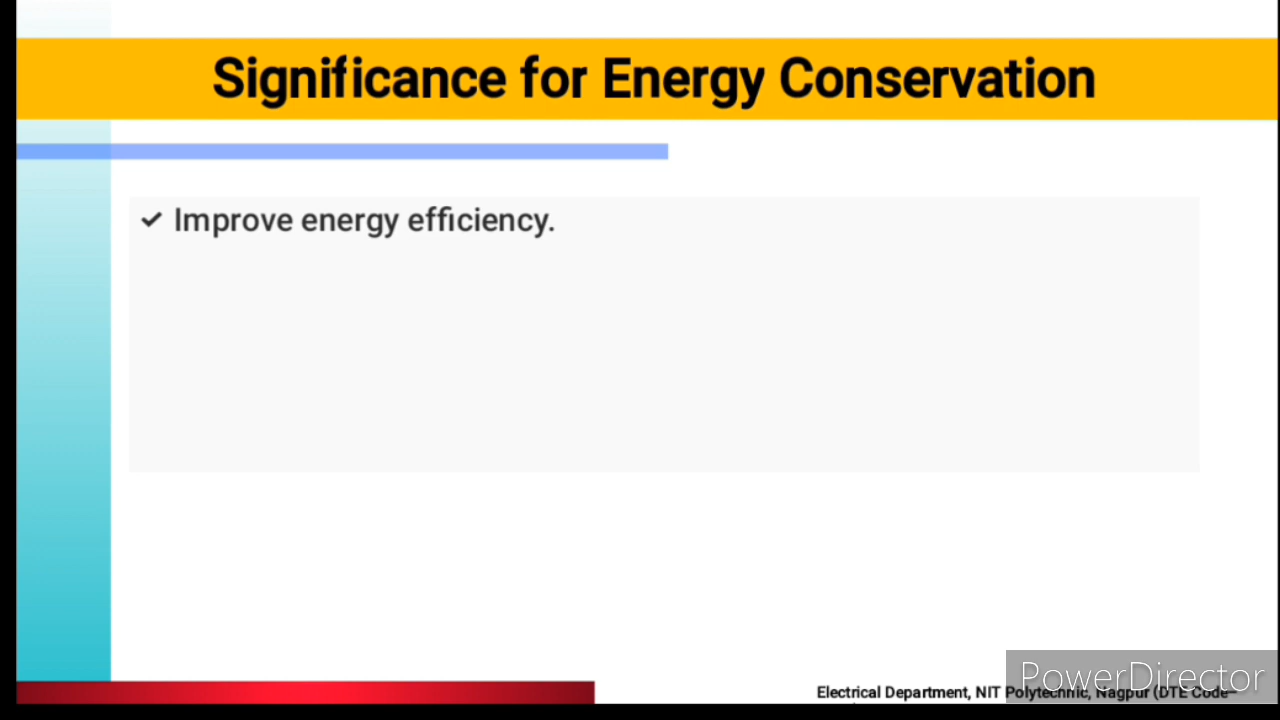 Significance for Energy Conservation
✓ Improve energy efficiency.
PowerDirector
Electrical Department, NIT Polytechnic, Nagpur (DTE Code–